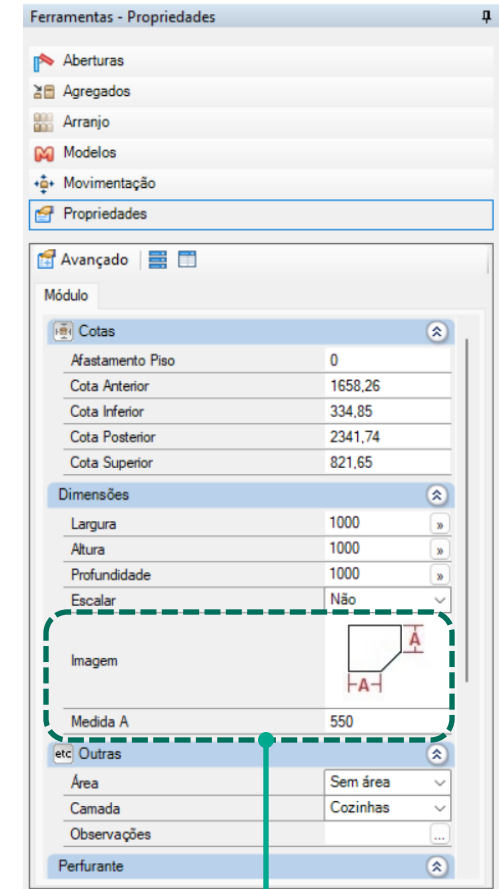 Ferramentas - Propriedades
Aberturas
Agregados
Arranjo
Modelos
Movimentação
Propriedades
Avançado
Módulo
Cotas
Afastamento Piso 0
Cota Anterior 1658,26
Cota Inferior 334,85
Cota Posterior 2341,74
Cota Superior 821,65
Dimensões
Largura 1000 »
Altura 1000 »
Profundidade 1000 »
Escalar Não
Imagem A
A
Medida A 550
etc Outras
Área Sem área
Camada Cozinhas
Observações ...
Perfurante